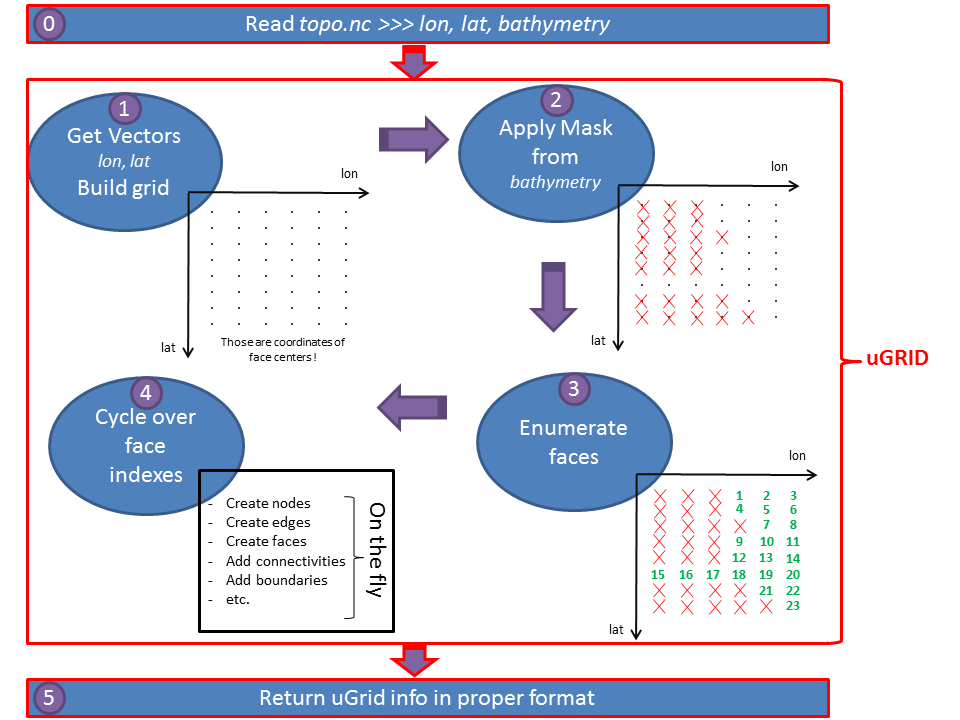 0
Read topo.nc >>> lon, lat, bathymetry
1
Get Vectors
lon, lat
Build grid
lon
lat
Those are coordinates of
face centers !
2
Apply Mask
from
bathymetry
lon
lat
uGRID
3
Enumerate
faces
lon
1 2 3
4 5 6
7 8
9 10 11
12 13 14
15 16 17 18 19 20
21 22
23
lat
4
Cycle over
face
indexes
- Create nodes
- Create edges
- Create faces
- Add connectivities
- Add boundaries
- etc.
On the fly
5
Return uGrid info in proper format